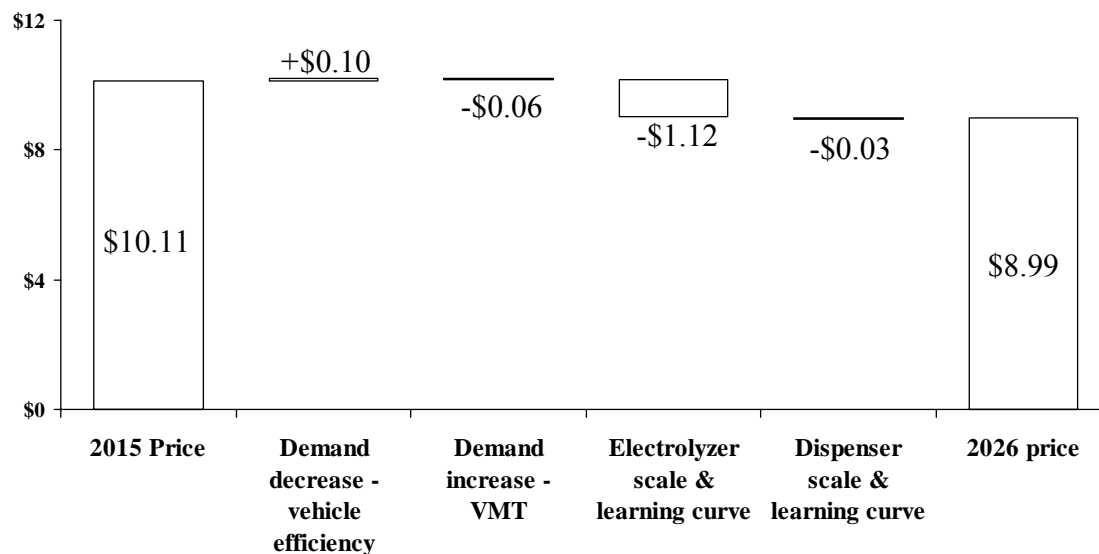 $12
$8
$4
$0
$10.11
+$0.10
-$0.06
-$1.12
-$0.03
$8.99
2015 Price
Demand
decrease -
vehicle
efficiency
Demand
increase -
VMT
Electrolyzer
scale &
learning curve
Dispenser
scale &
learning curve
2026 price